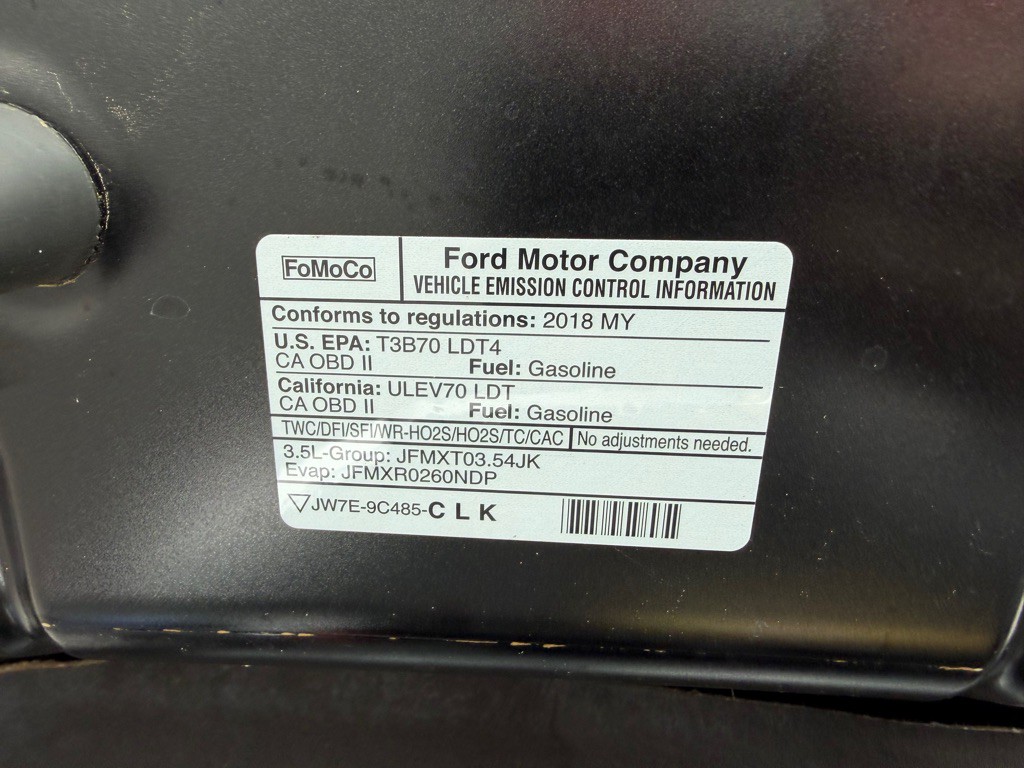 FoMoCo
Ford Motor Company
VEHICLE EMISSION CONTROL INFORMATION
Conforms to regulations: 2018 MY
U.S. EPA: T3B70 LDT4
CA OBD II Fuel: Gasoline
California: ULEV70 LDT
CA OBD II Fuel: Gasoline
TWC/DFI/SFI/WR-HO2S/HO2S/TC/CAC No adjustments needed.
3.5L-Group: JFMXT03.54JK
Evap: JFMXR0260NDP
JW7E-9C485-C L K